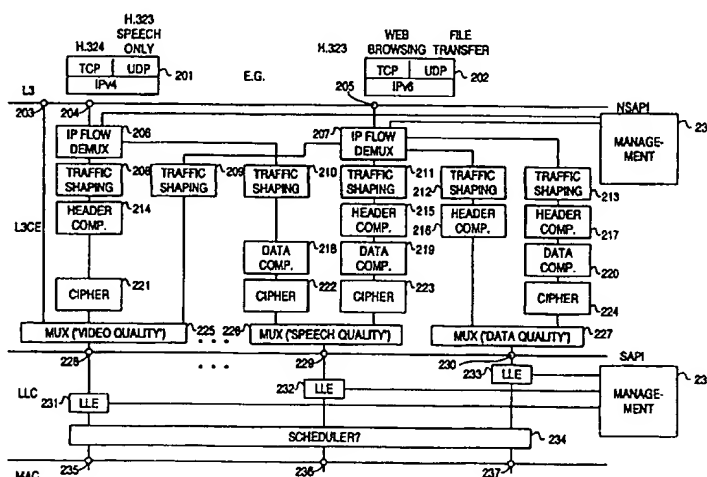 H.323
H.324 SPEECH ONLY
TCP UDP 201
IPv4
E.G.
WEB FILE
H.323 BROWSING TRANSFER
TCP UDP 202
IPv6
L3
203 204 205 NSAPI
IP FLOW DEMUX 206
IP FLOW DEMUX 207
MANAGE-
MENT
23
TRAFFIC SHAPING 208
TRAFFIC SHAPING 209
TRAFFIC SHAPING 210
TRAFFIC SHAPING 211
212 TRAFFIC SHAPING
TRAFFIC SHAPING 213
L3CE
HEADER COMP. 214
HEADER COMP. 215
216 HEADER COMP.
HEADER COMP. 217
DATA COMP. 218
DATA COMP. 219
DATA COMP. 220
CIPHER 221
CIPHER 222
CIPHER 223
CIPHER 224
MUX ("VIDEO QUALITY") 225
226 MUX ("SPEECH QUALITY")
MUX ("DATA QUALITY") 227
228 229 230 SAPI
LLC
231 LLE
232 LLE
233 LLE
MANAGE-
MENT
23
SCHEDULER? 234
235 236 237
MAC